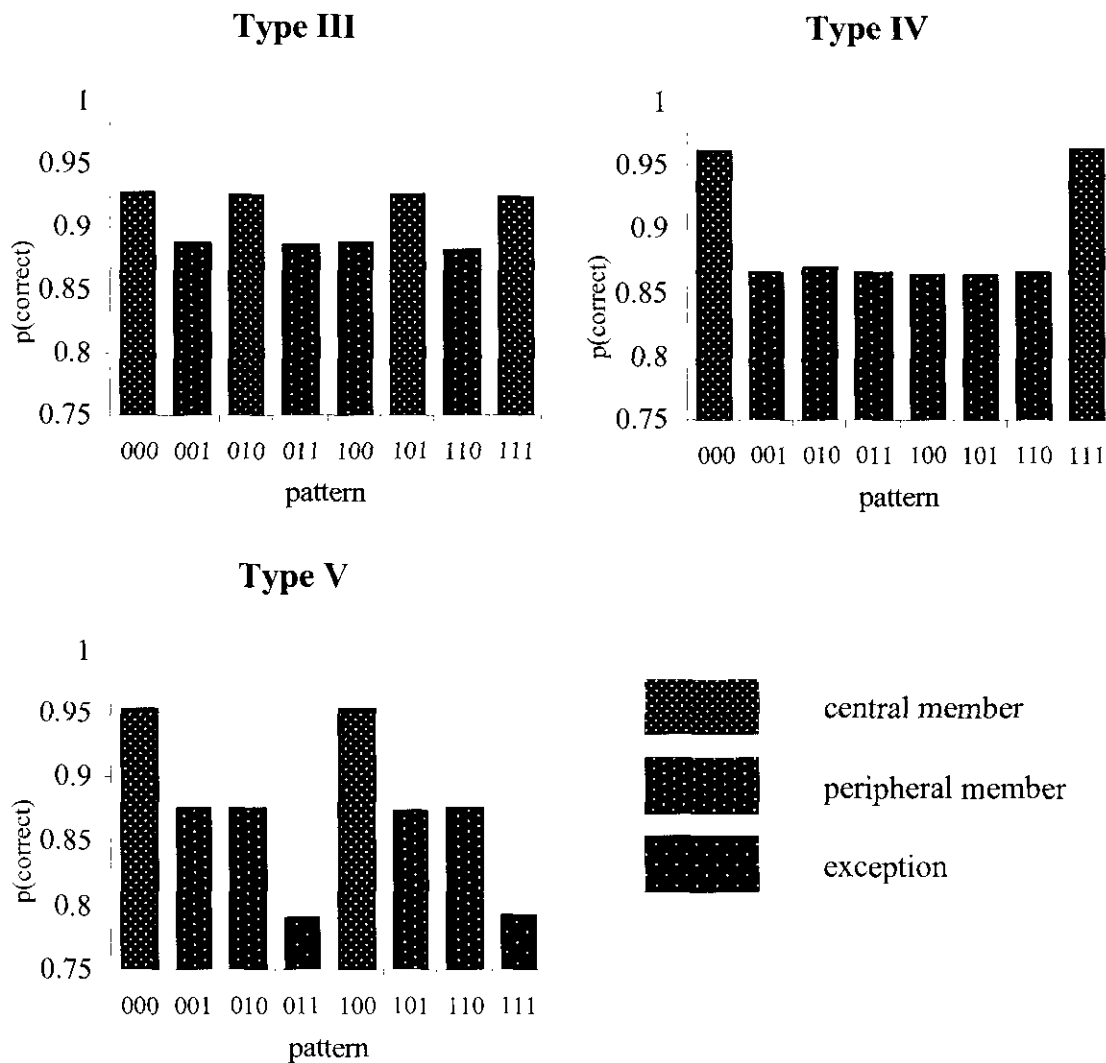 Type III
1
0.95
0.9
0.85
0.8
0.75
p(correct)
000 001 010 011 100 101 110 111
pattern
Type IV
1
0.95
0.9
0.85
0.8
0.75
p(correct)
000 001 010 011 100 101 110 111
pattern
Type V
1
0.95
0.9
0.85
0.8
0.75
p(correct)
000 001 010 011 100 101 110 111
pattern
central member
peripheral member
exception